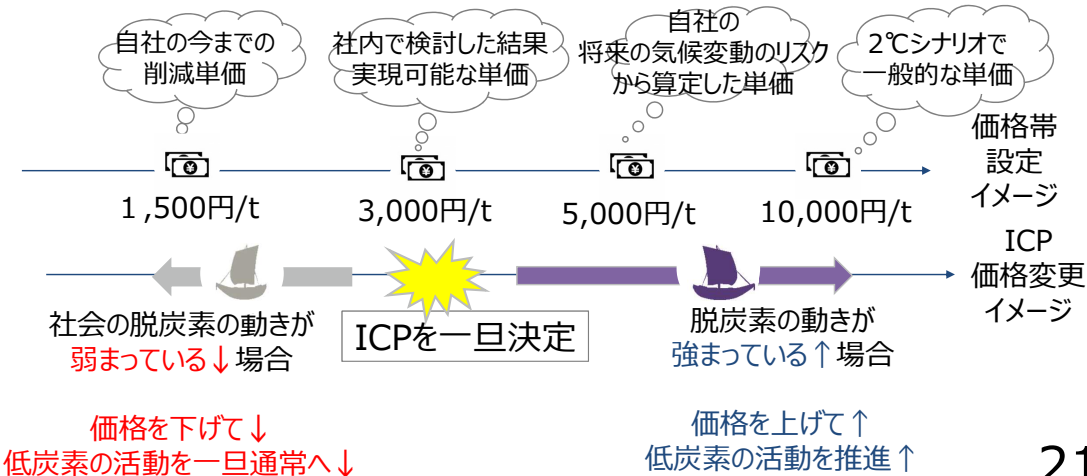 自社の今までの
削減単価
社内で検討した結果
実現可能な単価
自社の
将来の気候変動のリスク
から算定した単価
2℃シナリオで
一般的な単価
価格帯
設定
イメージ
１,500円/t
3,000円/t
5,000円/t
10,000円/t
ICP
価格変更
イメージ
社会の脱炭素の動きが
弱まっている↓場合
ICPを一旦決定
脱炭素の動きが
強まっている↑場合
価格を下げて↓
低炭素の活動を一旦通常へ↓
価格を上げて↑
低炭素の活動を推進↑
21